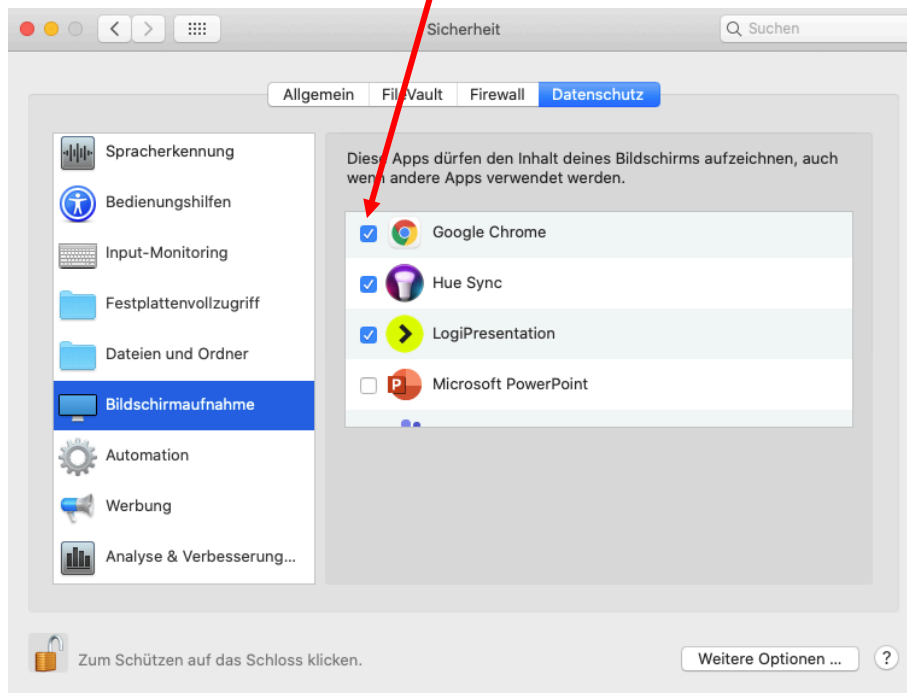 Sicherheit
Suchen
Allgemein FileVault Firewall Datenschutz
Spracherkennung
Bedienungshilfen
Input-Monitoring
Festplattenvollzugriff
Dateien und Ordner
Bildschirmaufnahme
Automation
Werbung
Analyse & Verbesserung...
Diese Apps dürfen den Inhalt deines Bildschirms aufzeichnen, auch
wenn andere Apps verwendet werden.
Google Chrome
Hue Sync
LogiPresentation
P Microsoft PowerPoint
Zum Schützen auf das Schloss klicken.
Weitere Optionen ... ?